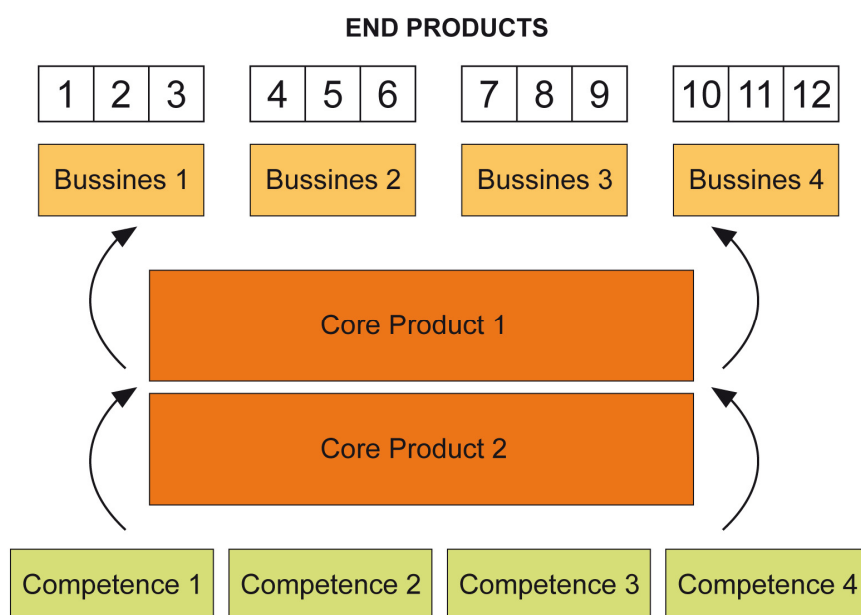 END PRODUCTS
1 2 3 4 5 6 7 8 9 10 11 12
Bussines 1 Bussines 2 Bussines 3 Bussines 4
Core Product 1
Core Product 2
Competence 1 Competence 2 Competence 3 Competence 4